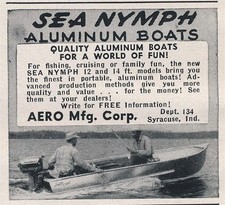 SEA NYMPH
ALUMINUM BOATS
QUALITY ALUMINUM BOATS
FOR A WORLD OF FUN!
For fishing, cruising or family fun, the new
SEA NYMPH 12 and 14 ft. models bring you
the finest in portable, aluminum boats! Ad-
vanced production methods give you more
quality and value . . . for the money! See
them at your dealers!
Write for FREE Information!
AERO Mfg. Corp. Dept. 134
Syracuse, Ind.